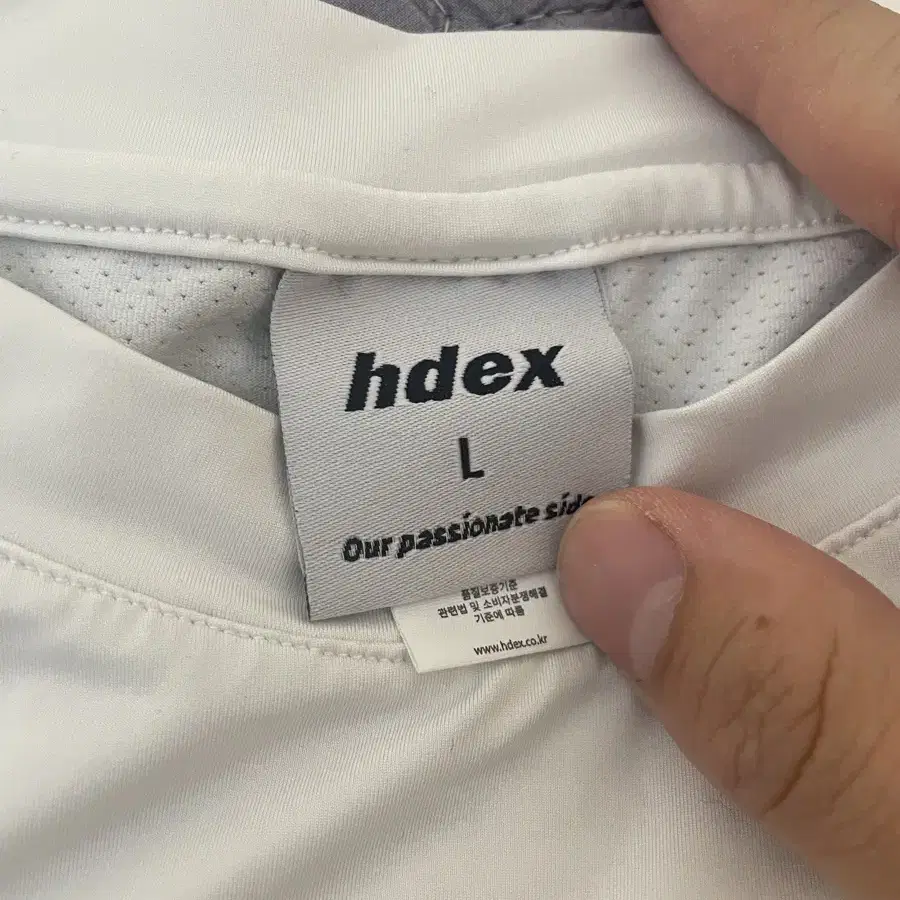 hdex
L
Our passionate side
품질보증기준
관련법 및 소비자분쟁해결
기준에 따름
www.hdex.co.kr